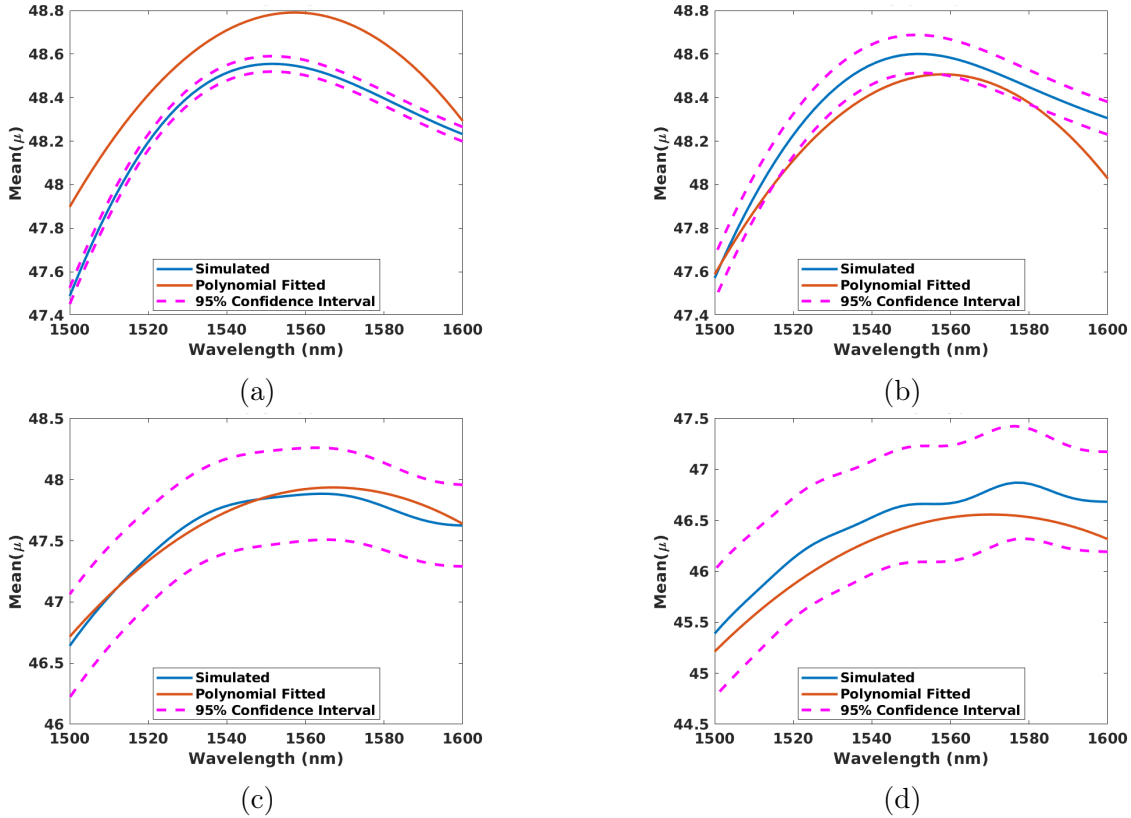 48.8
48.6
48.4
48.2
48
47.8
47.6
47.4
Mean(μ)
Simulated
Polynomial Fitted
95% Confidence Interval
1500 1520 1540 1560 1580 1600
Wavelength (nm)
(a)
48.8
48.6
48.4
48.2
48
47.8
47.6
47.4
Mean(μ)
Simulated
Polynomial Fitted
95% Confidence Interval
1500 1520 1540 1560 1580 1600
Wavelength (nm)
(b)
48.5
48
47.5
47
46.5
46
Mean(μ)
Simulated
Polynomial Fitted
95% Confidence Interval
1500 1520 1540 1560 1580 1600
Wavelength (nm)
(c)
47.5
47
46.5
46
45.5
45
44.5
Mean(μ)
Simulated
Polynomial Fitted
95% Confidence Interval
1500 1520 1540 1560 1580 1600
Wavelength (nm)
(d)